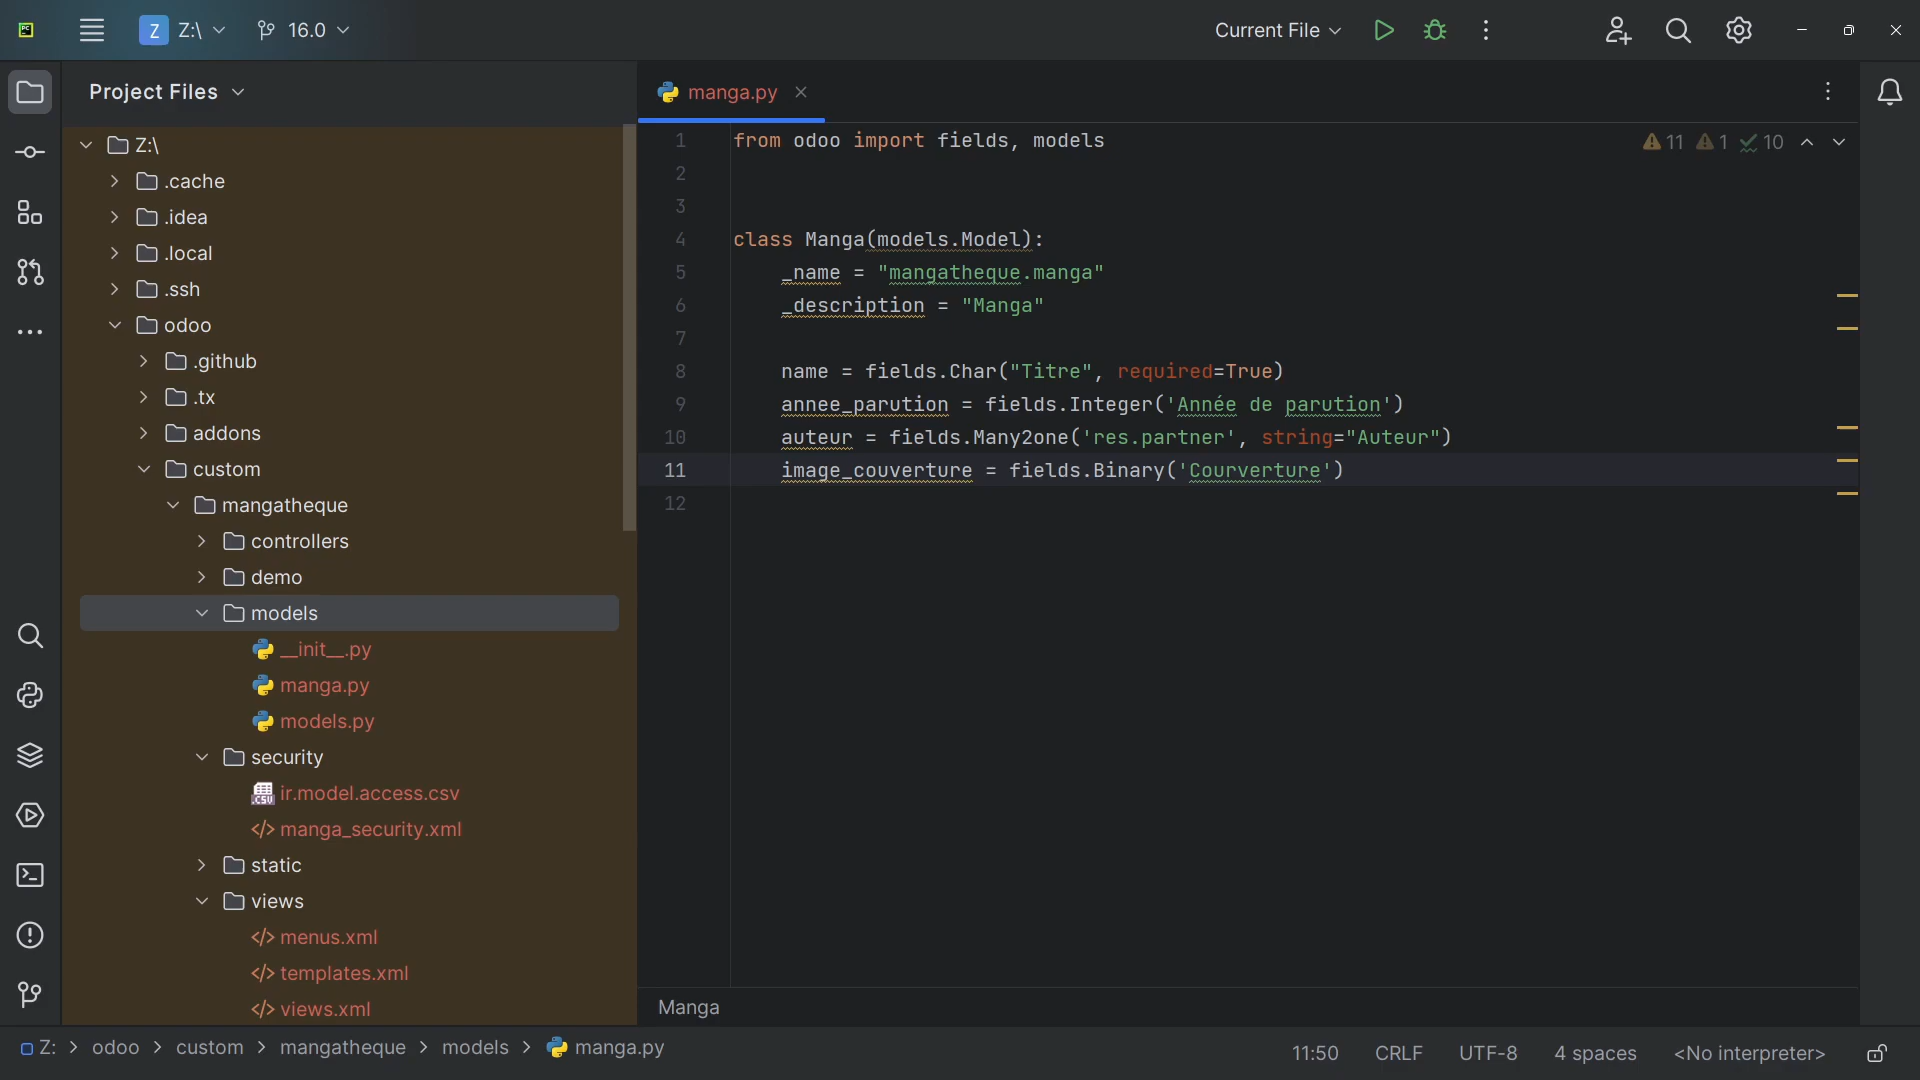 PC
Z
Z:\
16.0
Current File
Project Files
manga.py
Z:\
.cache
.idea
.local
.ssh
odoo
.github
.tx
addons
custom
mangatheque
controllers
demo
models
__init__.py
manga.py
models.py
security
CSV ir.model.access.csv
</> manga_security.xml
static
views
</> menus.xml
</> templates.xml
</> views.xml
1 from odoo import fields, models
2
3
4 class Manga(models.Model):
5 _name = "mangatheque.manga"
6 _description = "Manga"
7
8 name = fields.Char("Titre", required=True)
9 annee_parution = fields.Integer('Année de parution')
10 auteur = fields.Many2one('res.partner', string="Auteur")
11 image_couverture = fields.Binary('Courverture')
12
11 1 10
Manga
Z: > odoo > custom > mangatheque > models > manga.py
11:50 CRLF UTF-8 4 spaces <No interpreter>